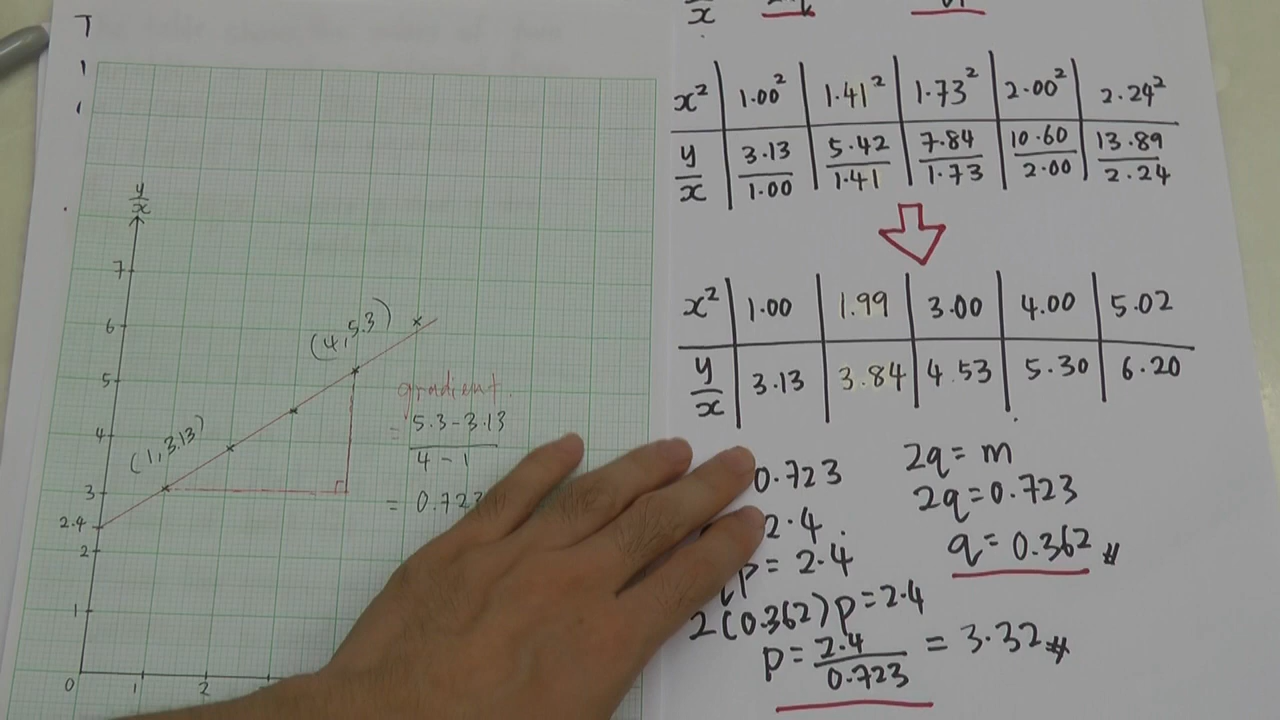 y/x
7
6
5
4
3
2.4
2
1
0
1
2
(4, 5.3)
(1, 3.13)
gradient.
= 5.3 - 3.13 / 4 - 1
= 0.723
x
x² | 1.00² | 1.41² | 1.73² | 2.00² | 2.24²
y/x | 3.13/1.00 | 5.42/1.41 | 7.84/1.73 | 10.60/2.00 | 13.89/2.24
x² | 1.00 | 1.99 | 3.00 | 4.00 | 5.02
y/x | 3.13 | 3.84 | 4.53 | 5.30 | 6.20
0.723
2.4
p = 2.4
2(0.362)p = 2.4
p = 2.4/0.723 = 3.32
2q = m
2q = 0.723
q = 0.362